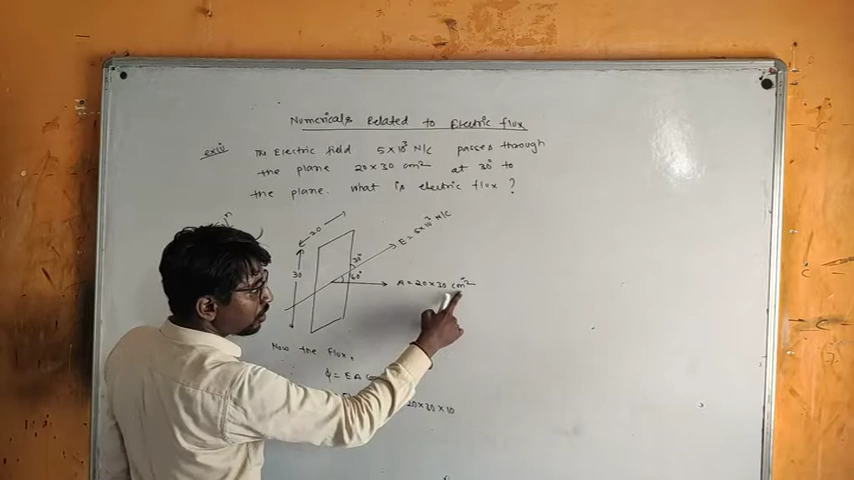 Numericals Related to Electric flux
The Electric field 5×10³ N/C passes through
the plane 20×30 cm² at 30° to
the plane. What is electric flux ?
20
E = 5×10³ N/C
30°
60°
30
A = 20×30 cm²
Now the flux,
ϕ = EA
20×30×10